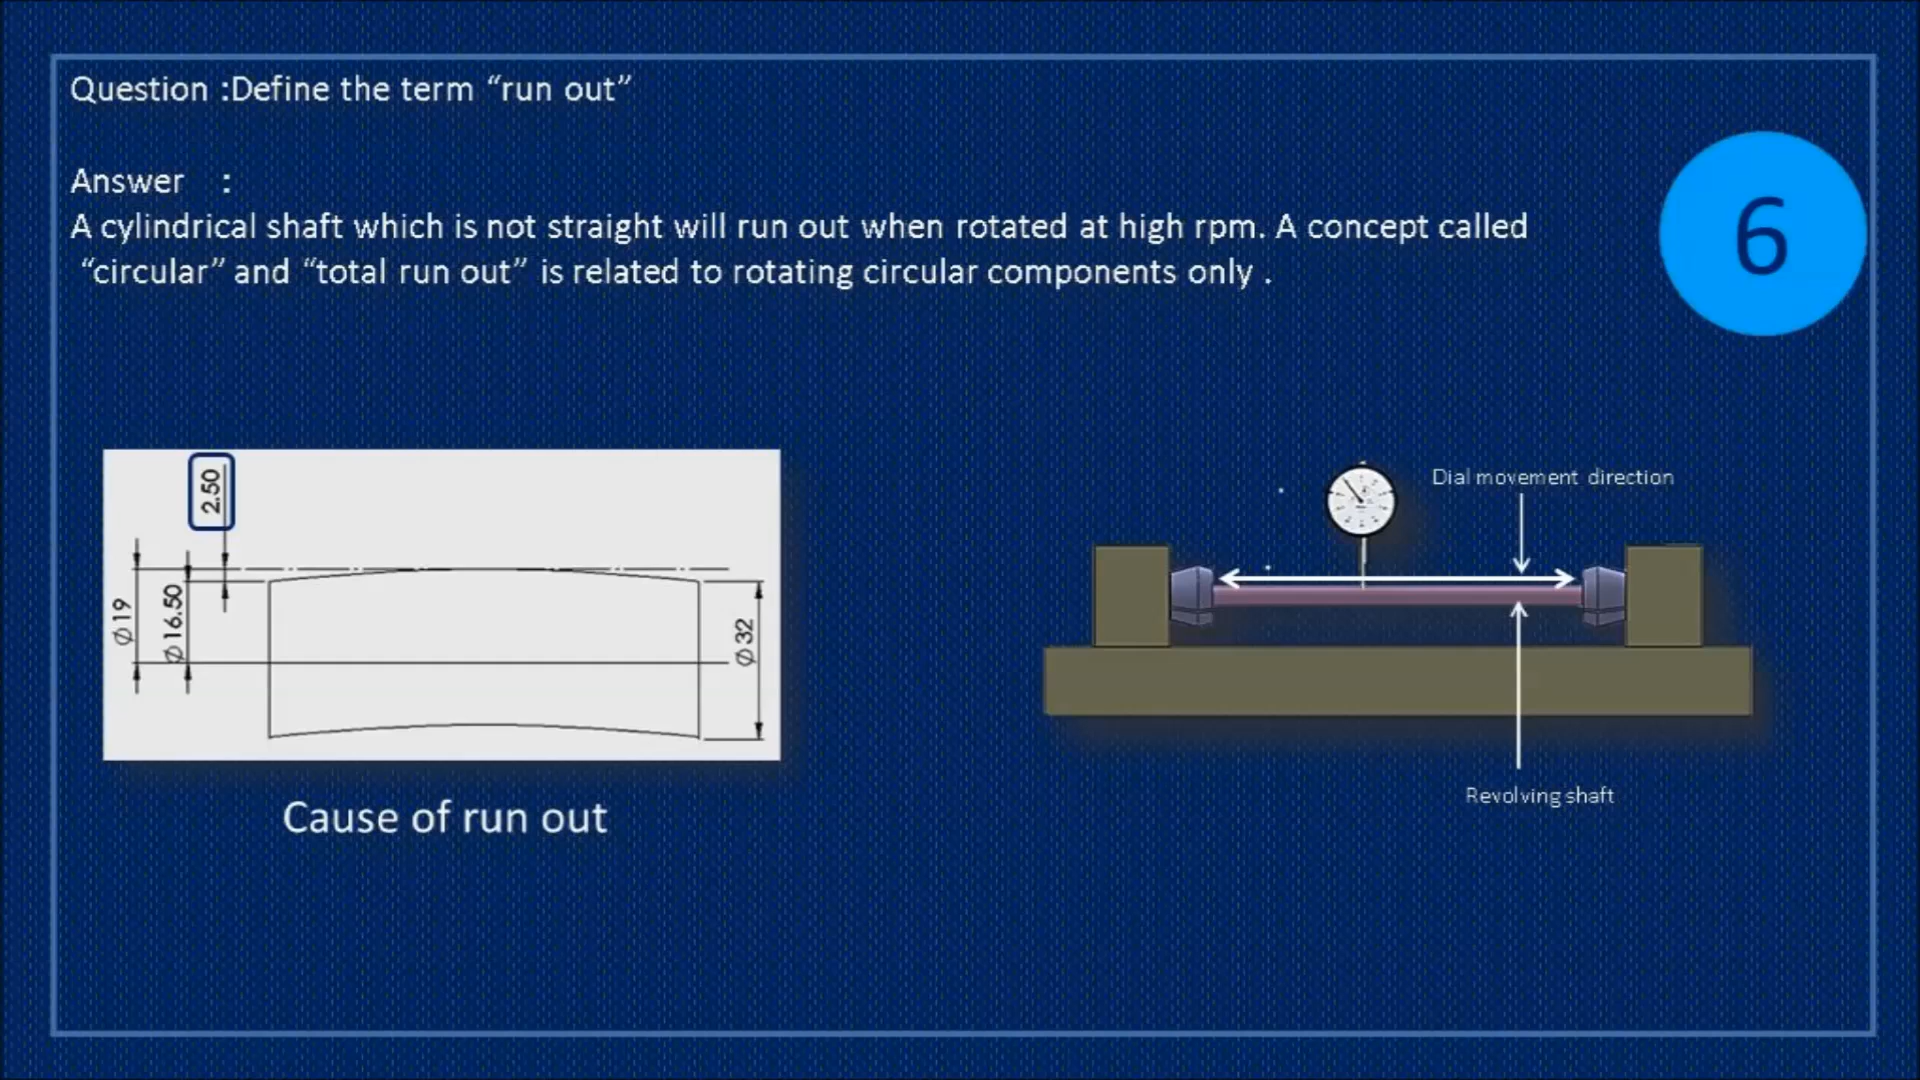 Question :Define the term “run out”
Answer :
A cylindrical shaft which is not straight will run out when rotated at high rpm. A concept called
“circular” and “total run out” is related to rotating circular components only .
6
2.50
Ø19
Ø16.50
Ø32
Cause of run out
Dial movement direction
Revolving shaft